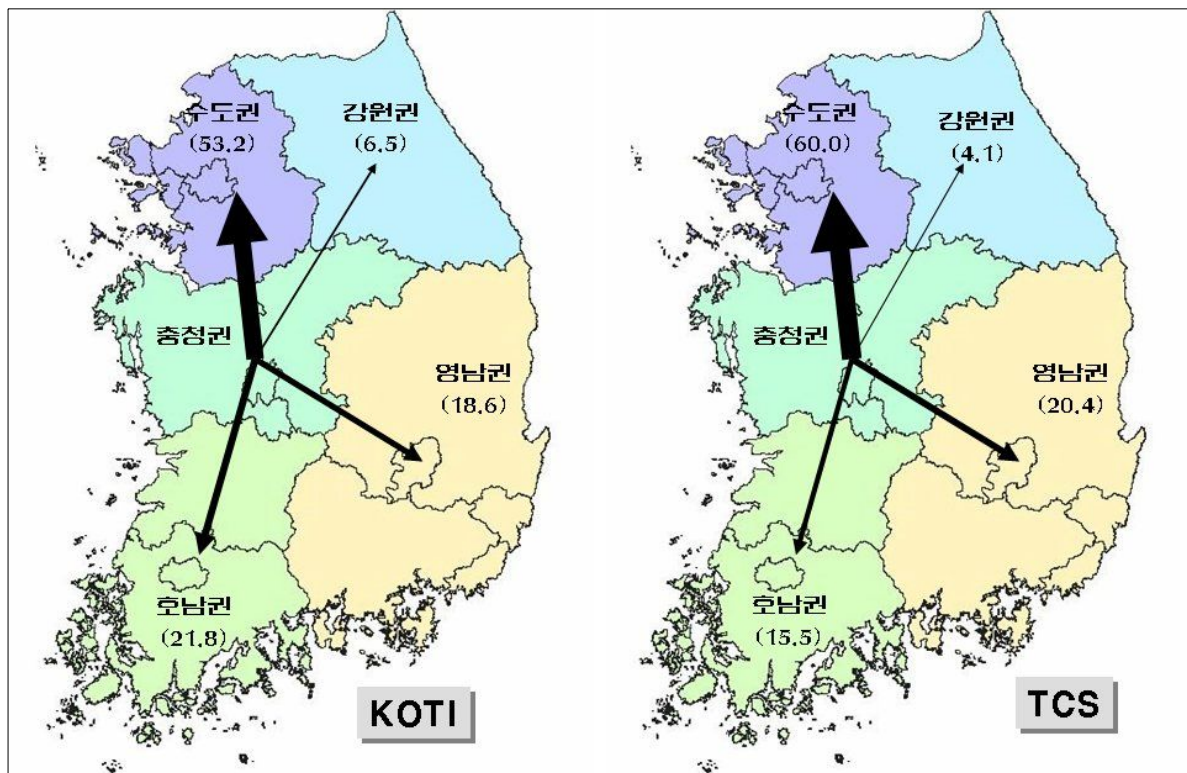 수도권
(53.2)
강원권
(6.5)
충청권
영남권
(18.6)
호남권
(21.8)
KOTI
수도권
(60.0)
강원권
(4.1)
충청권
영남권
(20.4)
호남권
(15.5)
TCS